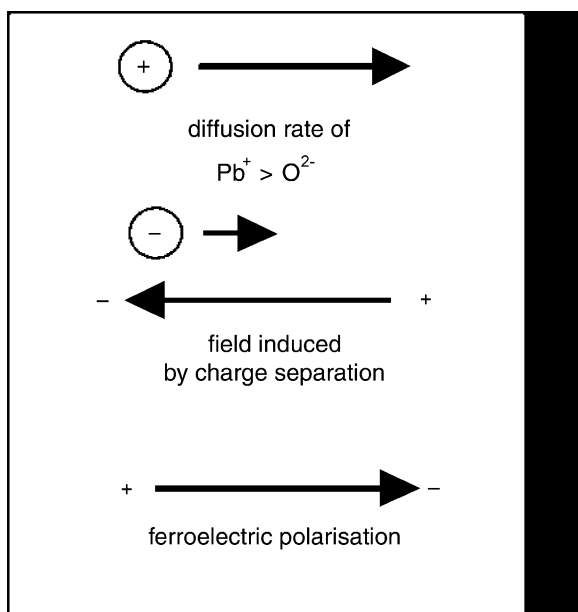 +
diffusion rate of
Pb⁺ > O²⁻
–
– +
field induced
by charge separation
+ –
ferroelectric polarisation